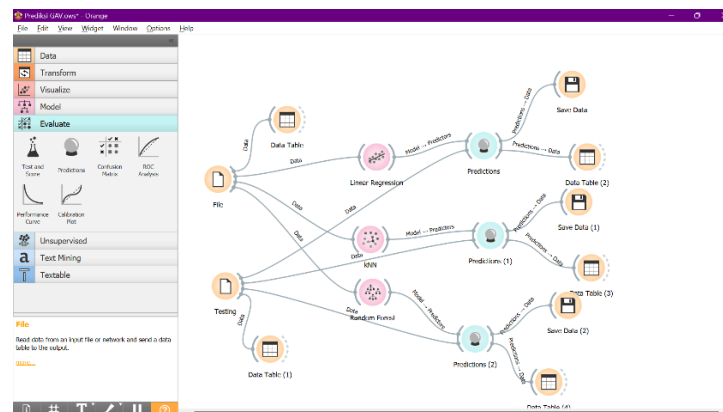 Prediksi GAV.ows* - Orange
File Edit View Widget Window Options Help
Data
Transform
Visualize
Model
Evaluate
Test and Score
Predictions
Confusion Matrix
ROC Analysis
Performance Curve
Calibration Plot
Unsupervised
Text Mining
Textable
File
Read data from an input file or network and send a data
table to the output.
more...
File
Data
Data Table
Data
Linear Regression
Model → Predictors
Predictions
Predictions → Data
Save Data
Predictions → Data
Data Table (2)
Data
kNN
Model → Predictors
Predictions (1)
Predictions → Data
Save Data (1)
Predictions → Data
Data Table (3)
Data
Random Forest
Model → Predictors
Predictions (2)
Predictions → Data
Save Data (2)
Predictions → Data
Data Table (4)
Testing
Data
Data
Data
Data
Data Table (1)